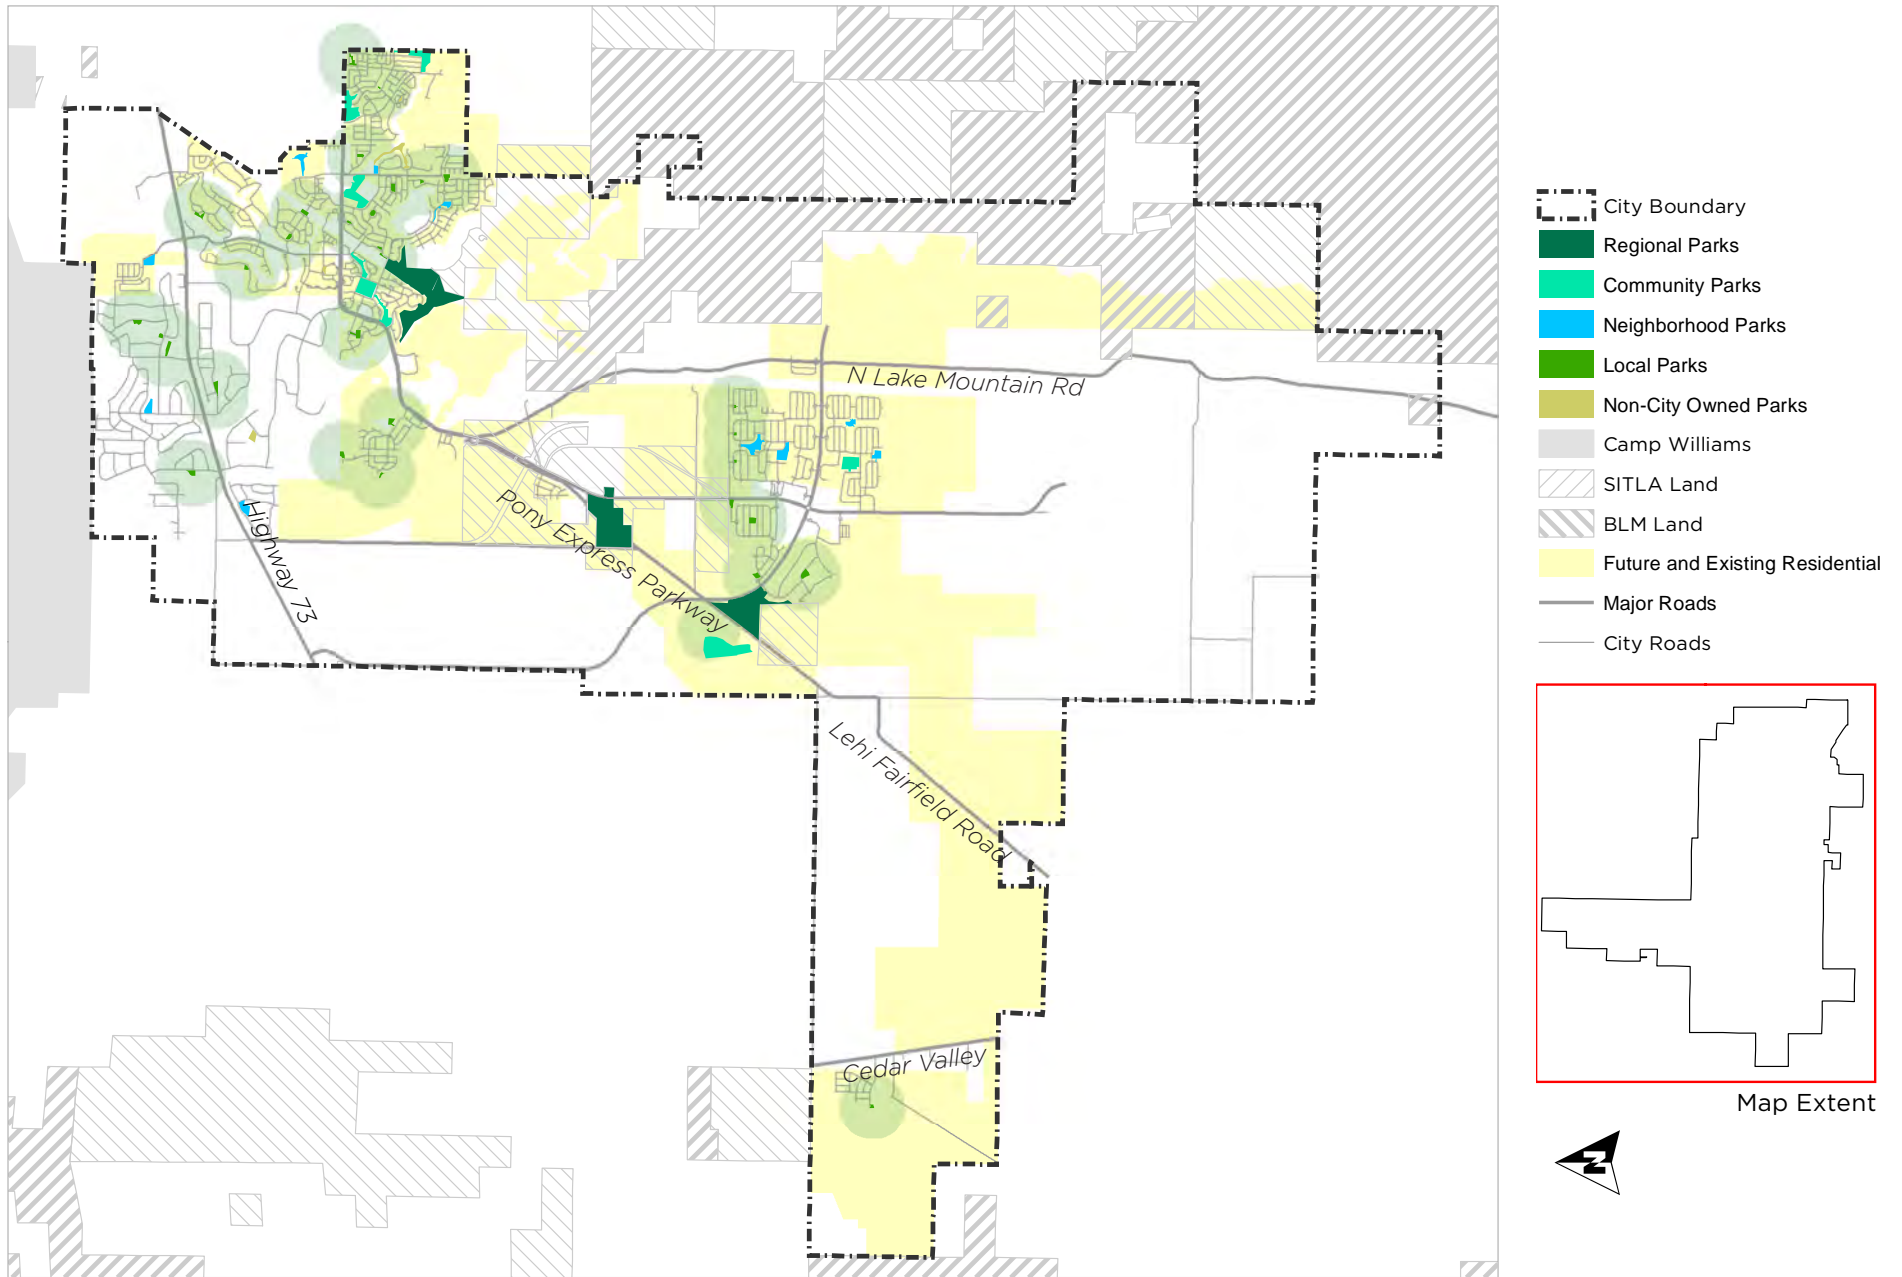 N Lake Mountain Rd
Pony Express Parkway
Highway 73
Lehi Fairfield Road
Cedar Valley
City Boundary
Regional Parks
Community Parks
Neighborhood Parks
Local Parks
Non-City Owned Parks
Camp Williams
SITLA Land
BLM Land
Future and Existing Residential
Major Roads
City Roads
Map Extent
N